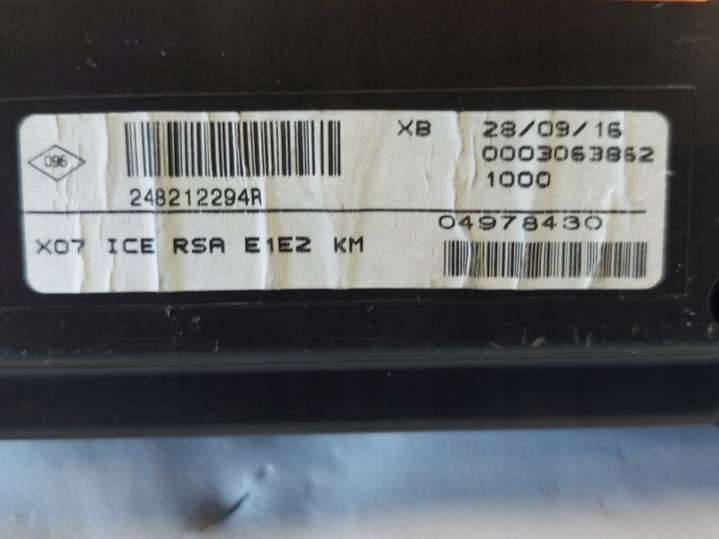 XB 28/09/16
096
0003063862
1000
248212294R
04978430
X07 ICE RSA E1E2 KM